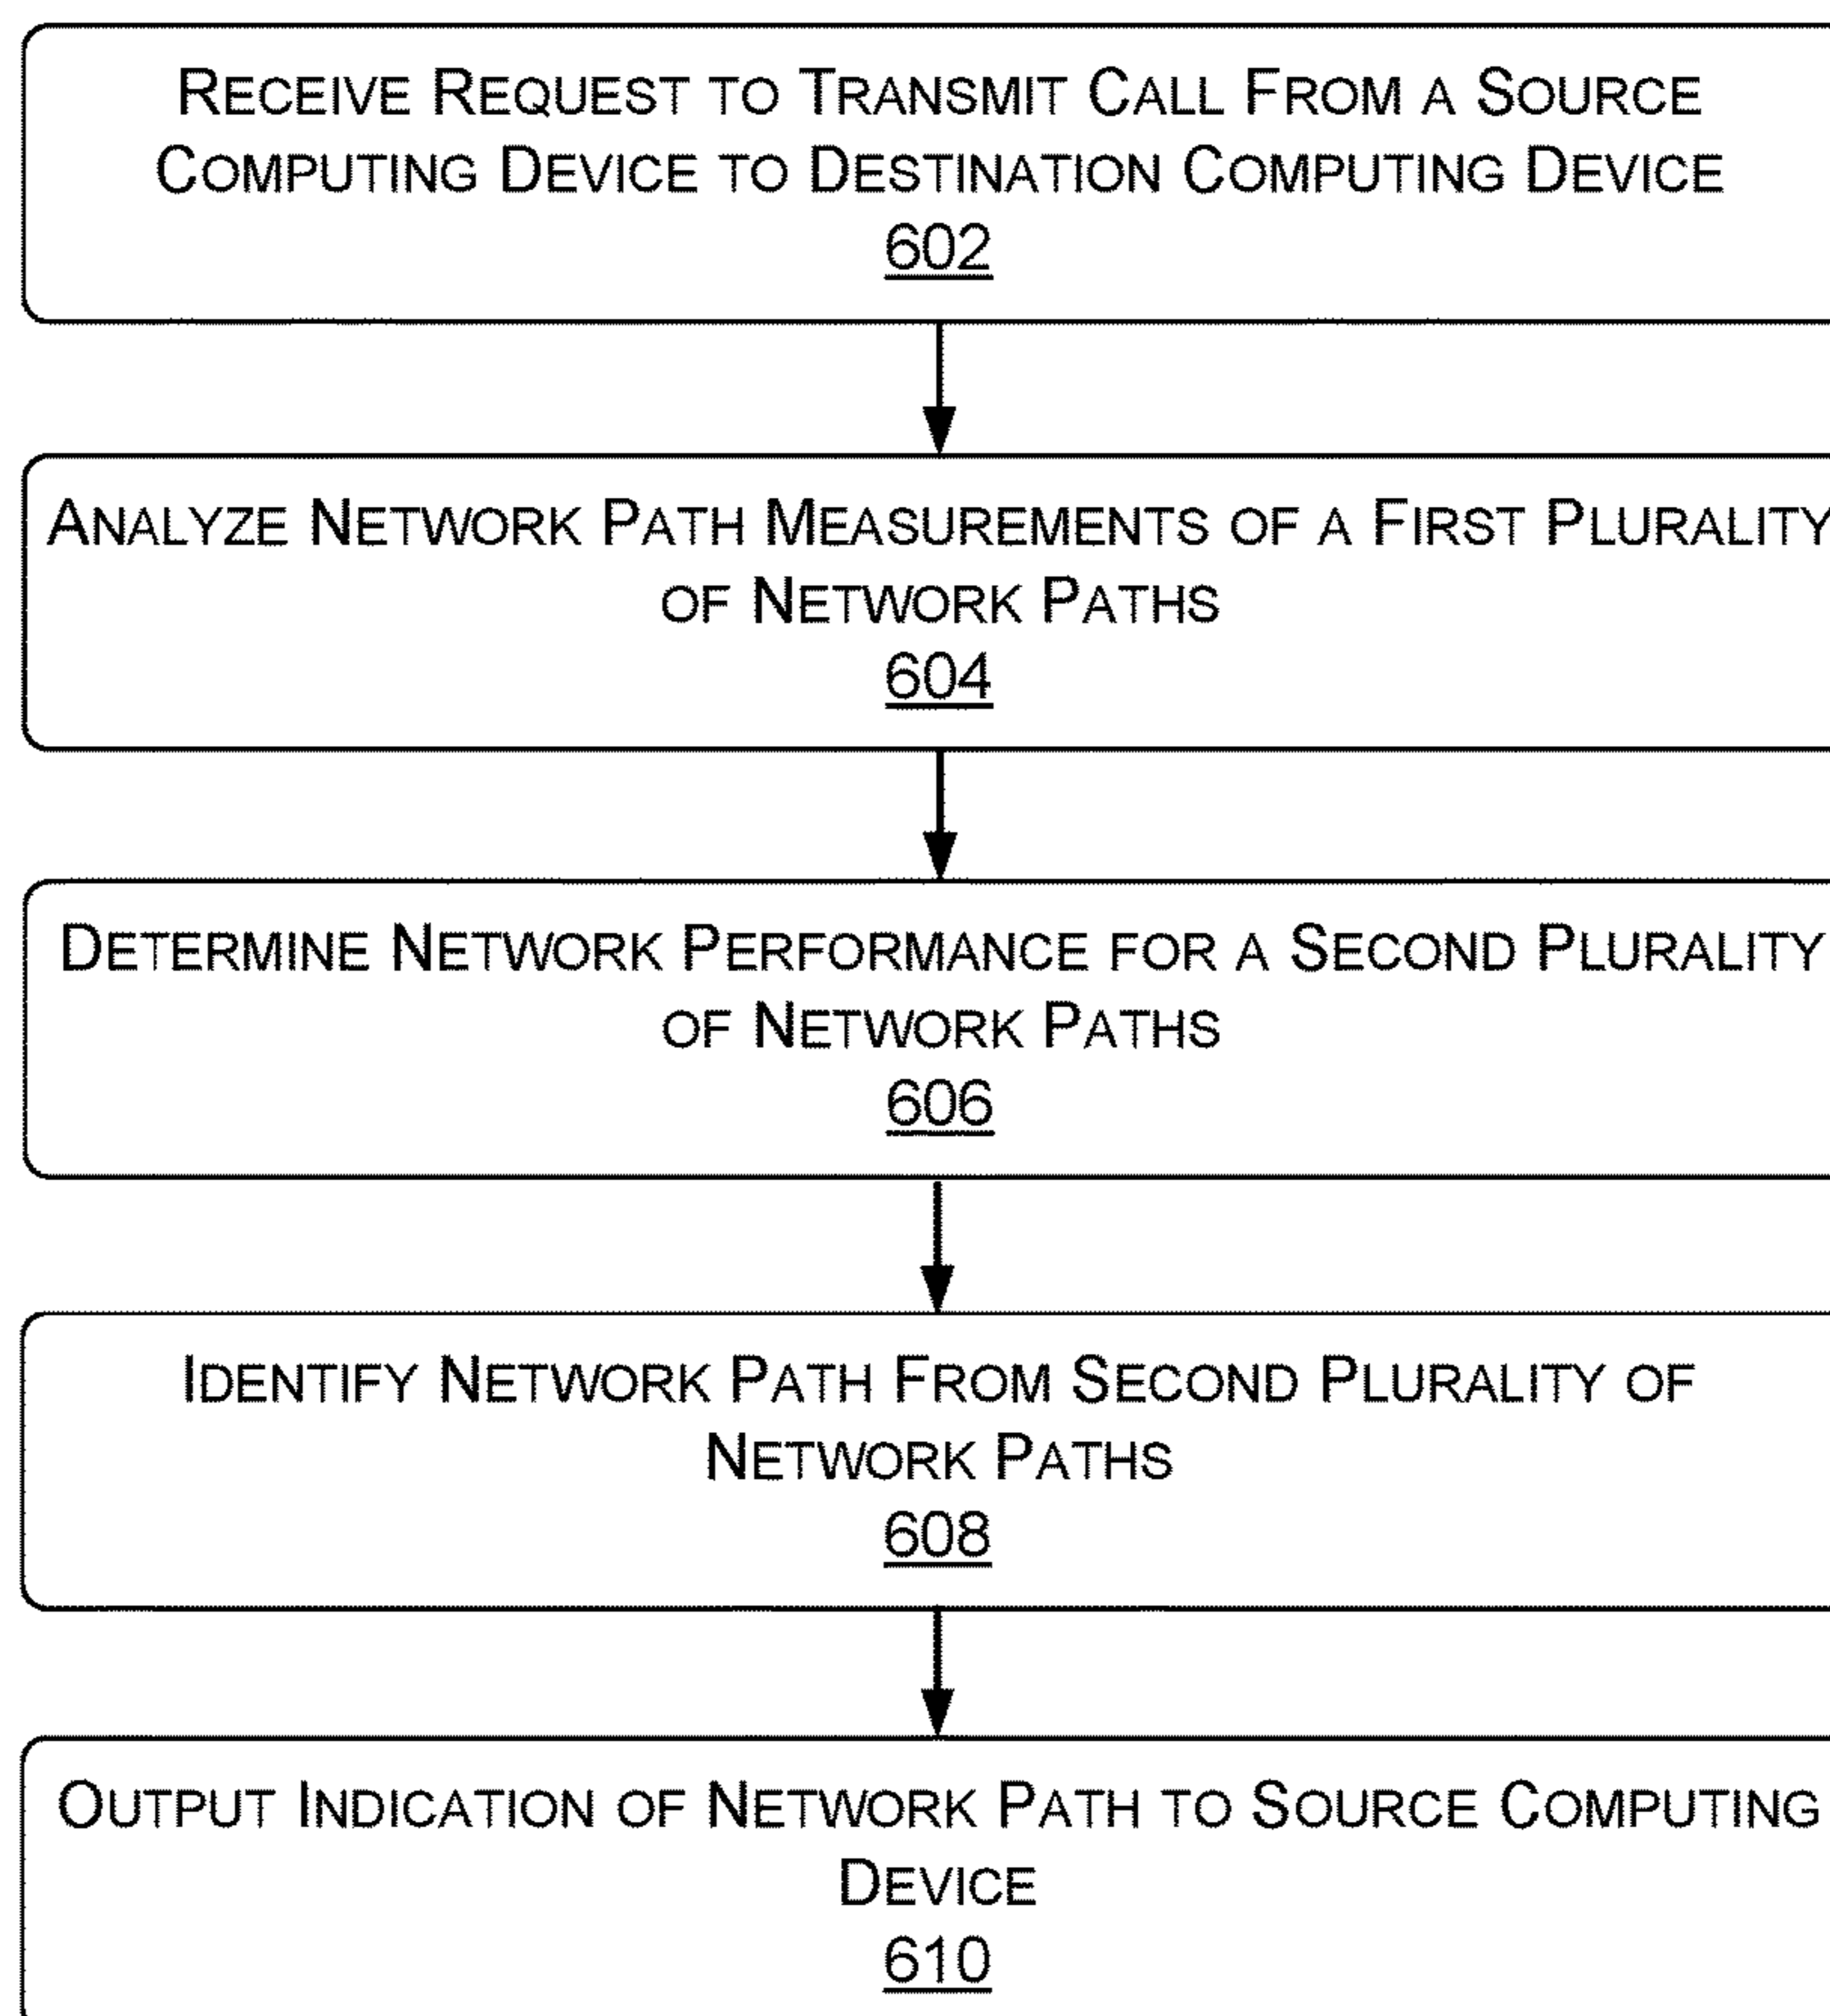 RECEIVE REQUEST TO TRANSMIT CALL FROM A SOURCE
COMPUTING DEVICE TO DESTINATION COMPUTING DEVICE
602
ANALYZE NETWORK PATH MEASUREMENTS OF A FIRST PLURALITY
OF NETWORK PATHS
604
DETERMINE NETWORK PERFORMANCE FOR A SECOND PLURALITY
OF NETWORK PATHS
606
IDENTIFY NETWORK PATH FROM SECOND PLURALITY OF
NETWORK PATHS
608
OUTPUT INDICATION OF NETWORK PATH TO SOURCE COMPUTING
DEVICE
610